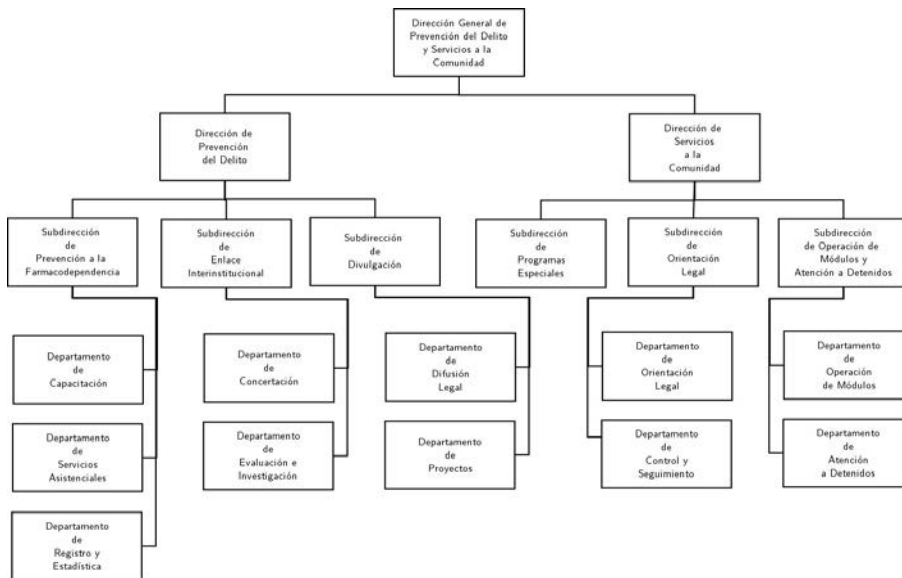 Dirección General de
Prevención del Delito
y Servicios a la
Comunidad
Dirección de
Prevención
del Delito
Dirección de
Servicios
a la
Comunidad
Subdirección
de
Prevención a la
Farmacodependencia
Subdirección
de
Enlace
Interinstitucional
Subdirección
de
Divulgación
Subdirección
de
Programas
Especiales
Subdirección
de
Orientación
Legal
Subdirección
de Operación de
Módulos y
Atención a Detenidos
Departamento
de
Capacitación
Departamento
de
Concertación
Departamento
de
Difusión
Legal
Departamento
de
Orientación
Legal
Departamento
de
Operación
de Módulos
Departamento
de
Servicios
Asistenciales
Departamento
de
Evaluación e
Investigación
Departamento
de
Proyectos
Departamento
de
Control y
Seguimiento
Departamento
de
Atención
a Detenidos
Departamento
de
Registro y
Estadística